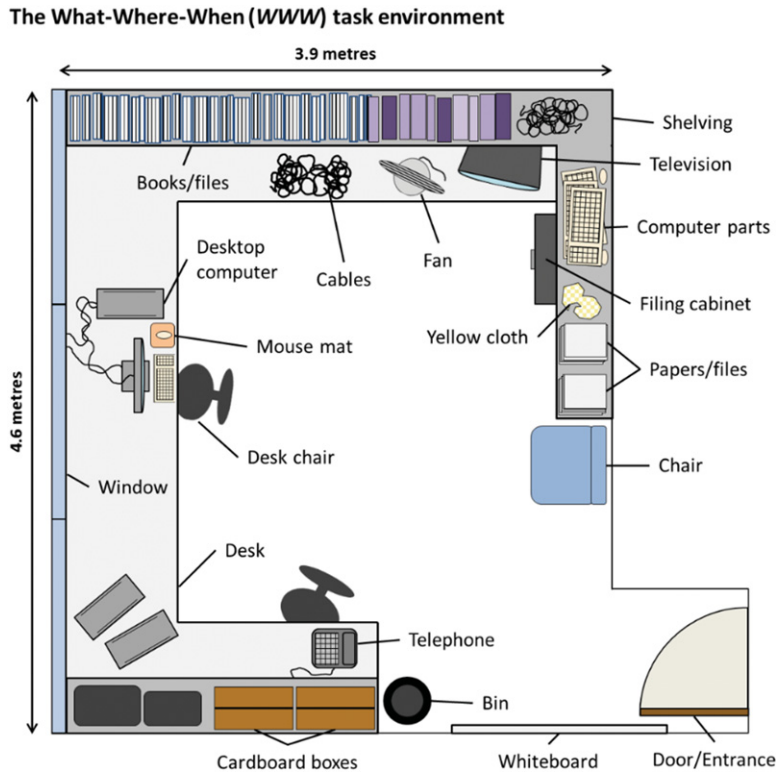 The What-Where-When (WWW) task environment
3.9 metres
Shelving
Television
Books/files
Computer parts
Desktop
computer
Cables
Fan
Filing cabinet
Yellow cloth
Mouse mat
Papers/files
4.6 metres
Desk chair
Chair
Window
Desk
Telephone
Bin
Cardboard boxes
Whiteboard
Door/Entrance